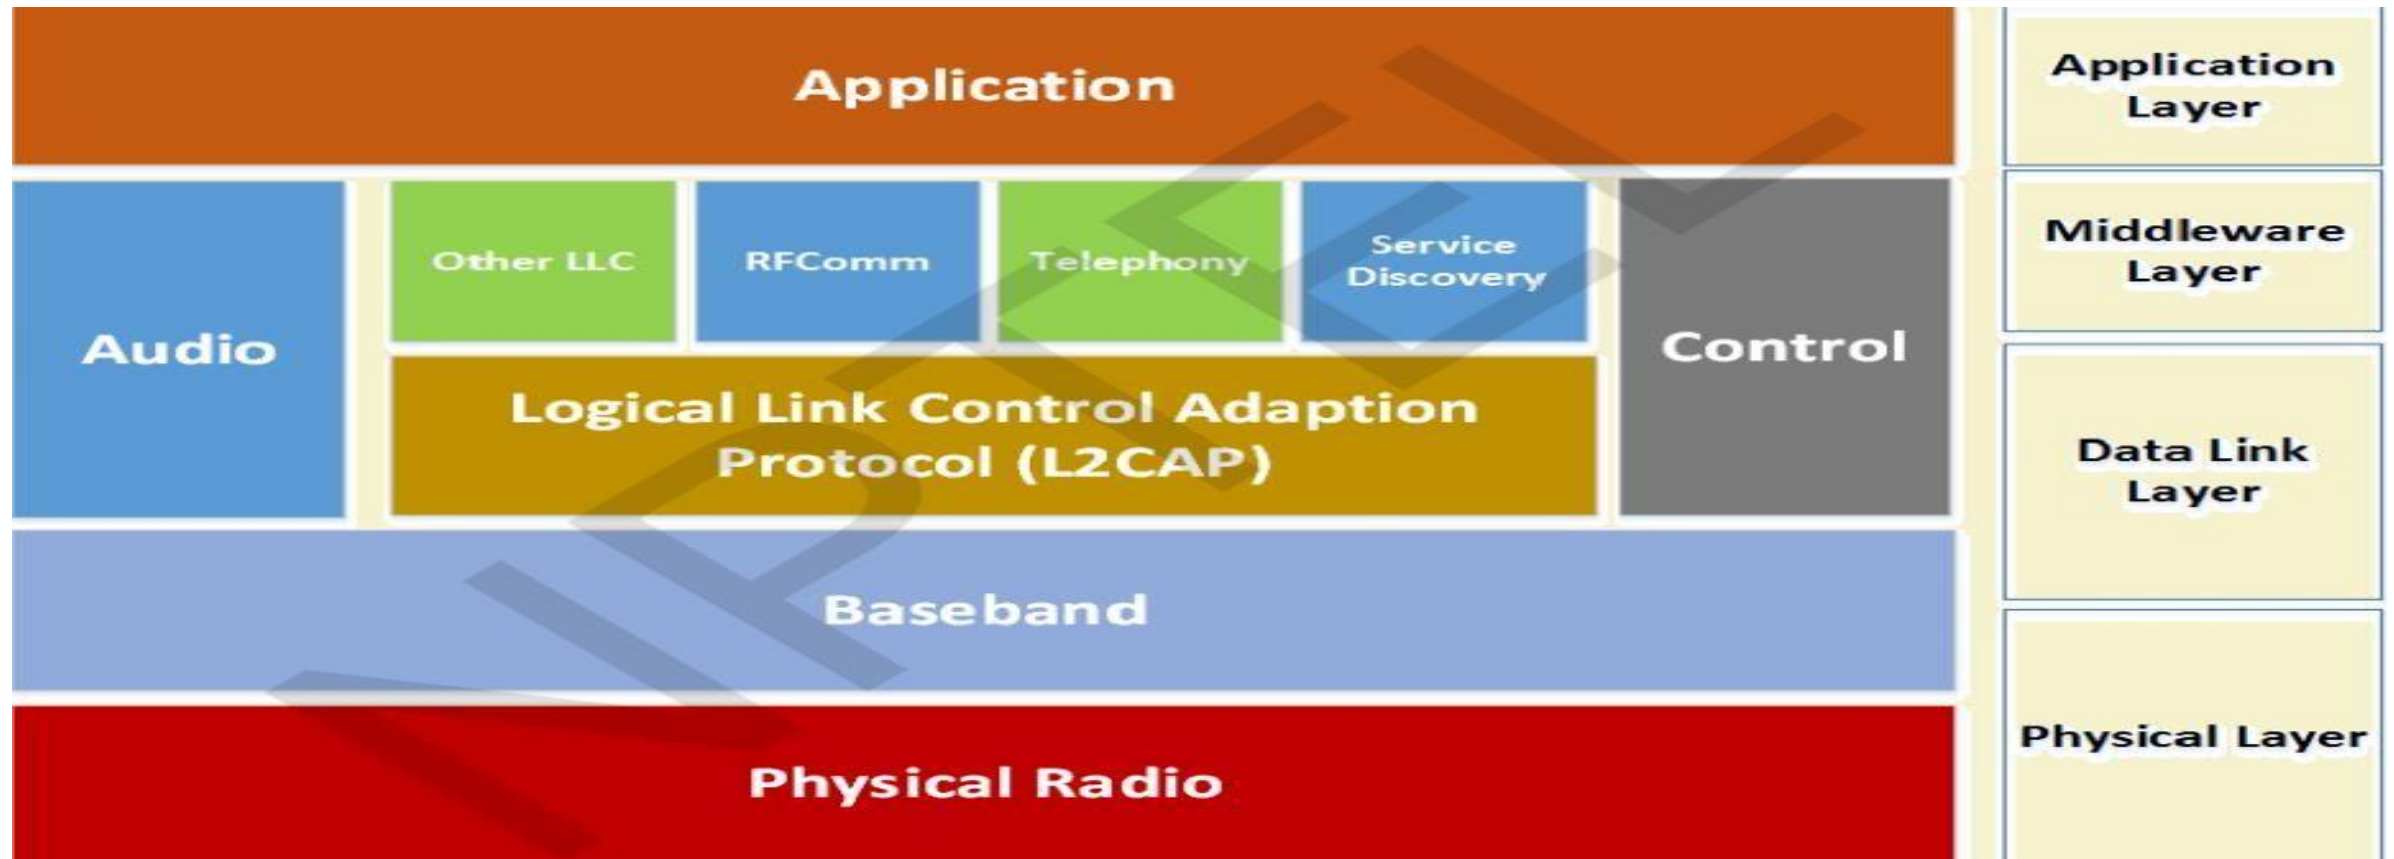 Application
Application
Layer
Other LLC
RFComm
Telephony
Service
Discovery
Middleware
Layer
Audio
Control
Logical Link Control Adaption
Protocol (L2CAP)
Data Link
Layer
Baseband
Physical Radio
Physical Layer
NPTEL